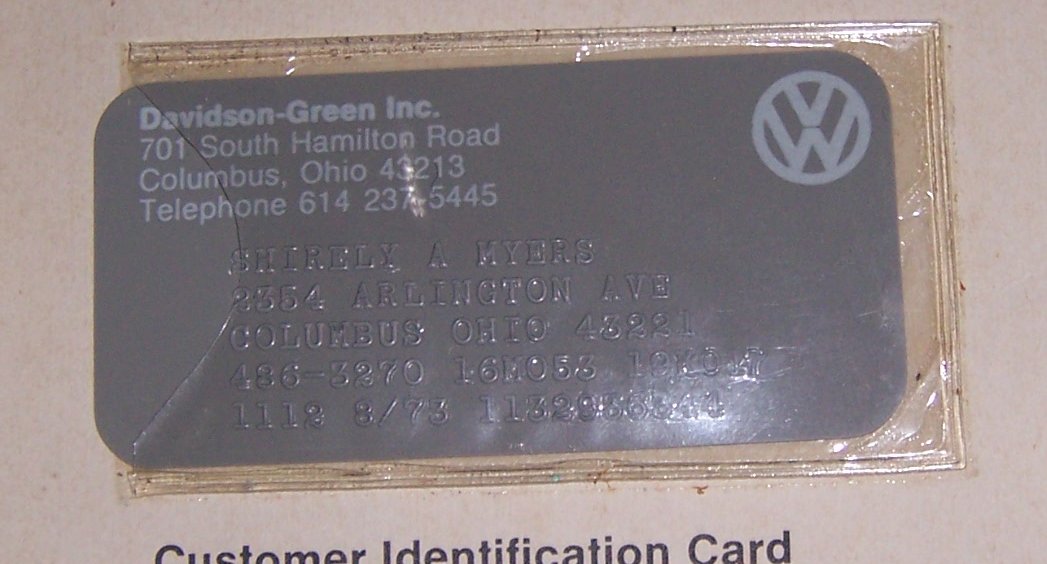 Davidson-Green Inc.
701 South Hamilton Road
Columbus, Ohio 43213
Telephone 614 237-5445
SHIRELY A MYERS
2354 ARLINGTON AVE
COLUMBUS OHIO 43221
486-3270 16M053
1112 8/73
Customer Identification Card